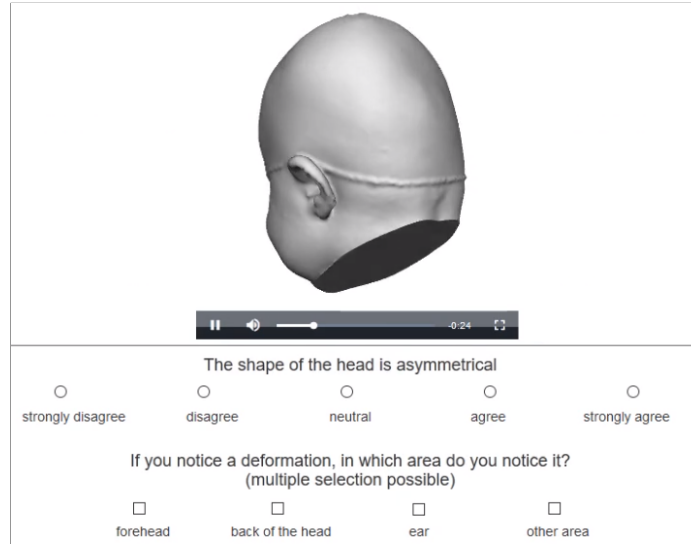 -0:24
The shape of the head is asymmetrical
strongly disagree disagree neutral agree strongly agree
If you notice a deformation, in which area do you notice it?
(multiple selection possible)
forehead back of the head ear other area